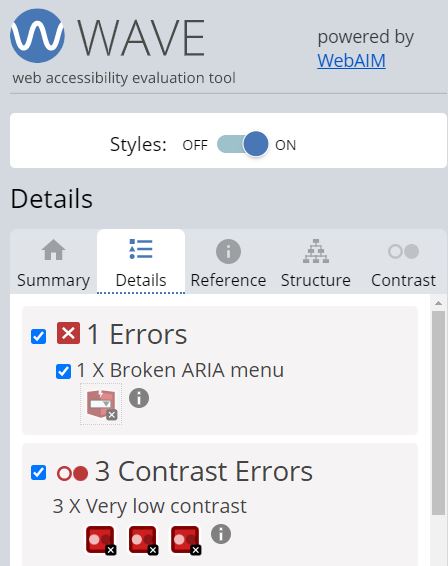 WAVE
powered by
WebAIM
web accessibility evaluation tool
Styles: OFF ON
Details
Summary Details Reference Structure Contrast
1 Errors
1 X Broken ARIA menu
3 Contrast Errors
3 X Very low contrast